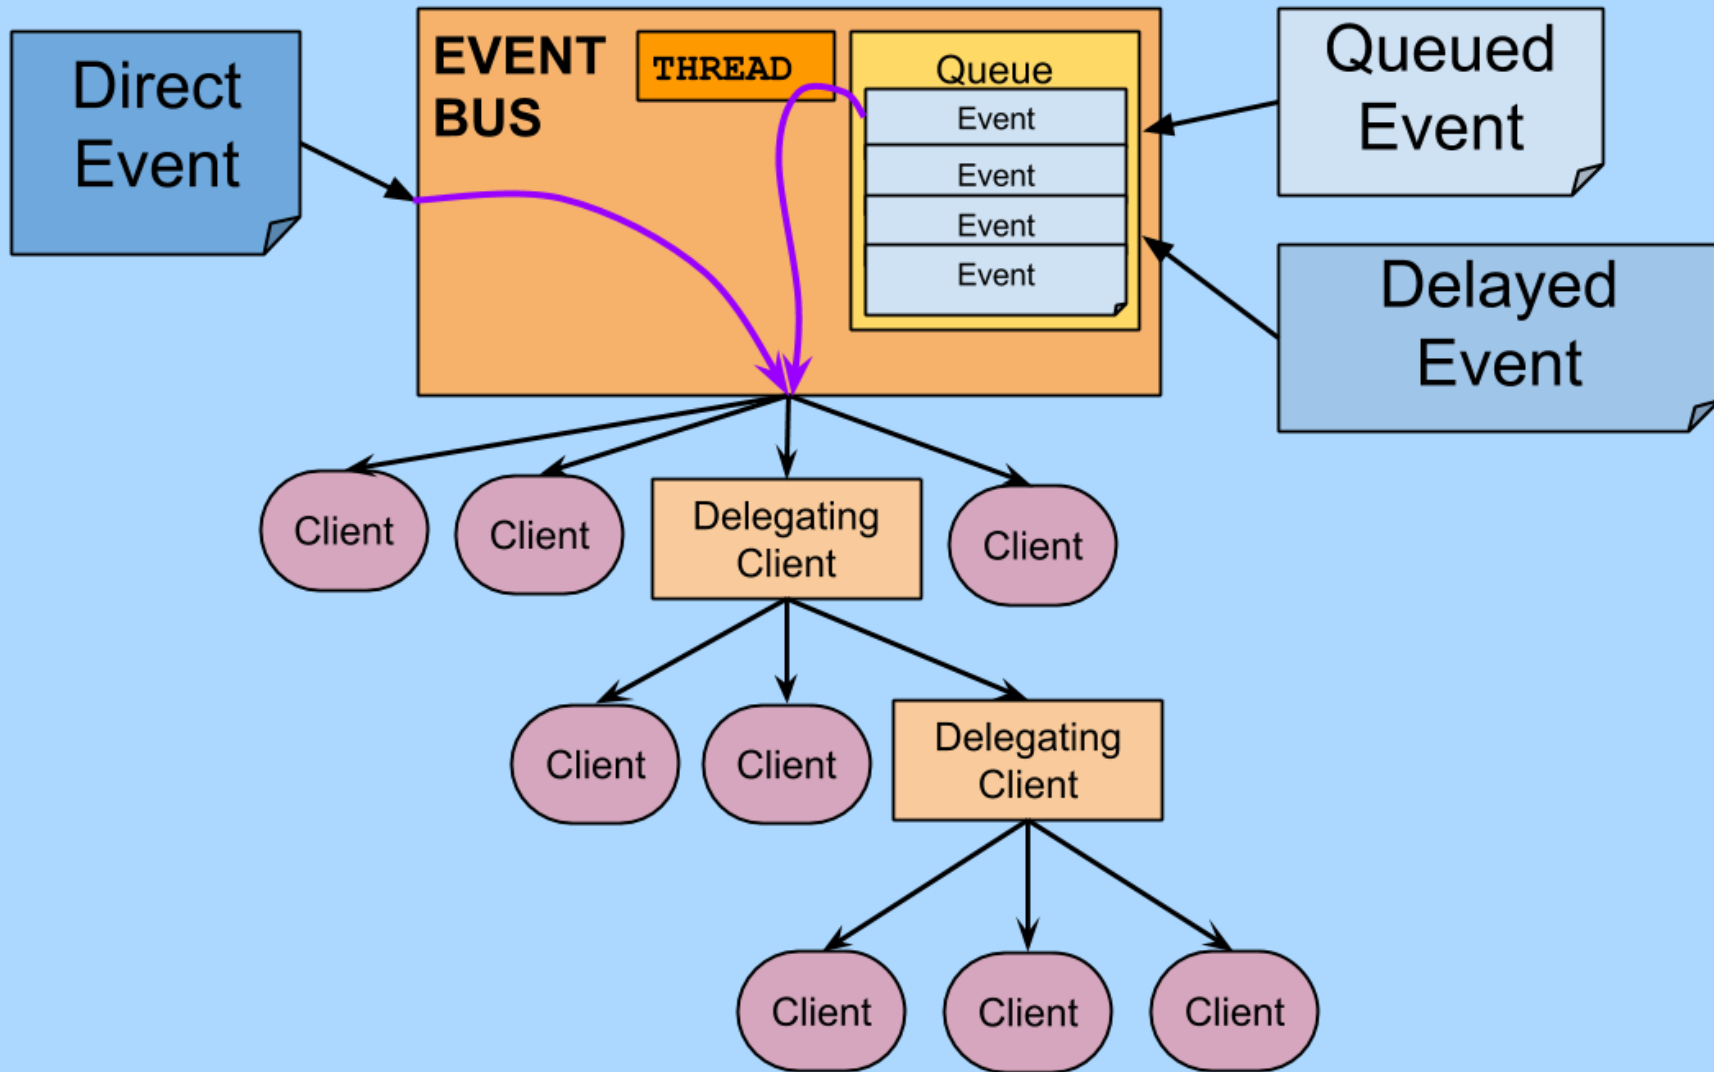 Direct
Event
EVENT
BUS
THREAD
Queue
Event
Event
Event
Event
Queued
Event
Delayed
Event
Client
Client
Delegating
Client
Client
Client
Client
Delegating
Client
Client
Client
Client